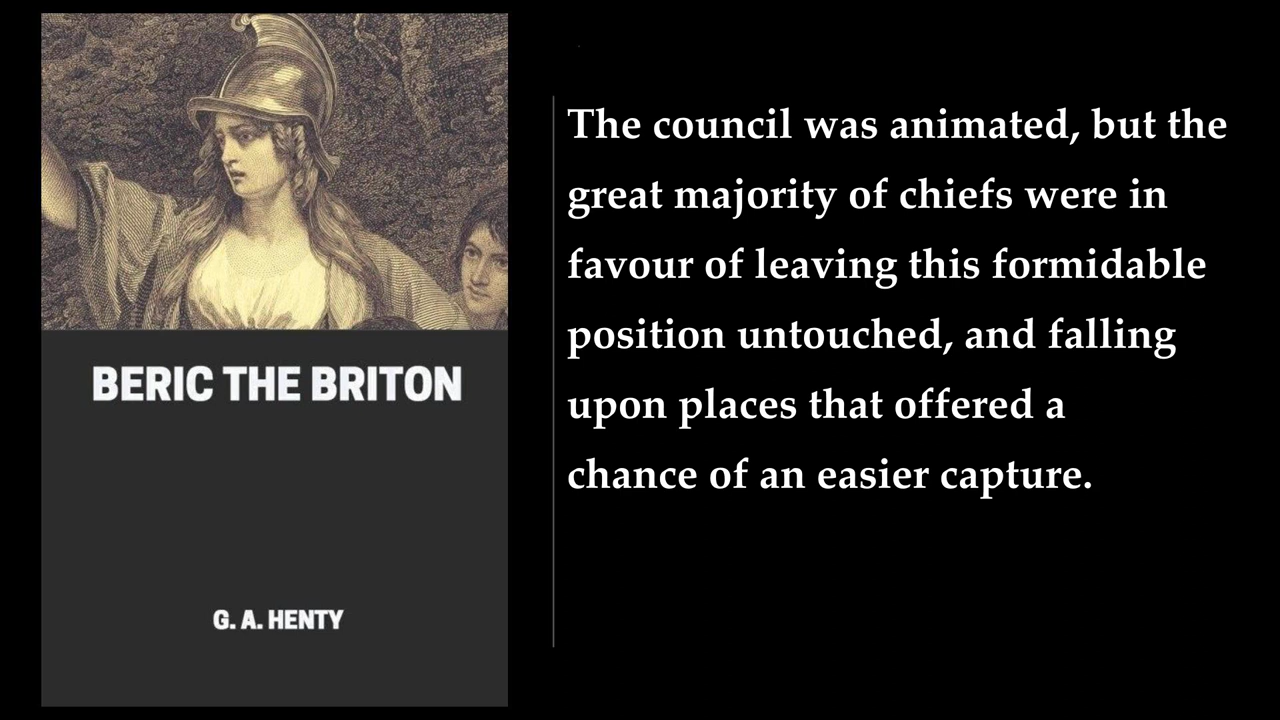 BERIC THE BRITON
G. A. HENTY
The council was animated, but the
great majority of chiefs were in
favour of leaving this formidable
position untouched, and falling
upon places that offered a
chance of an easier capture.